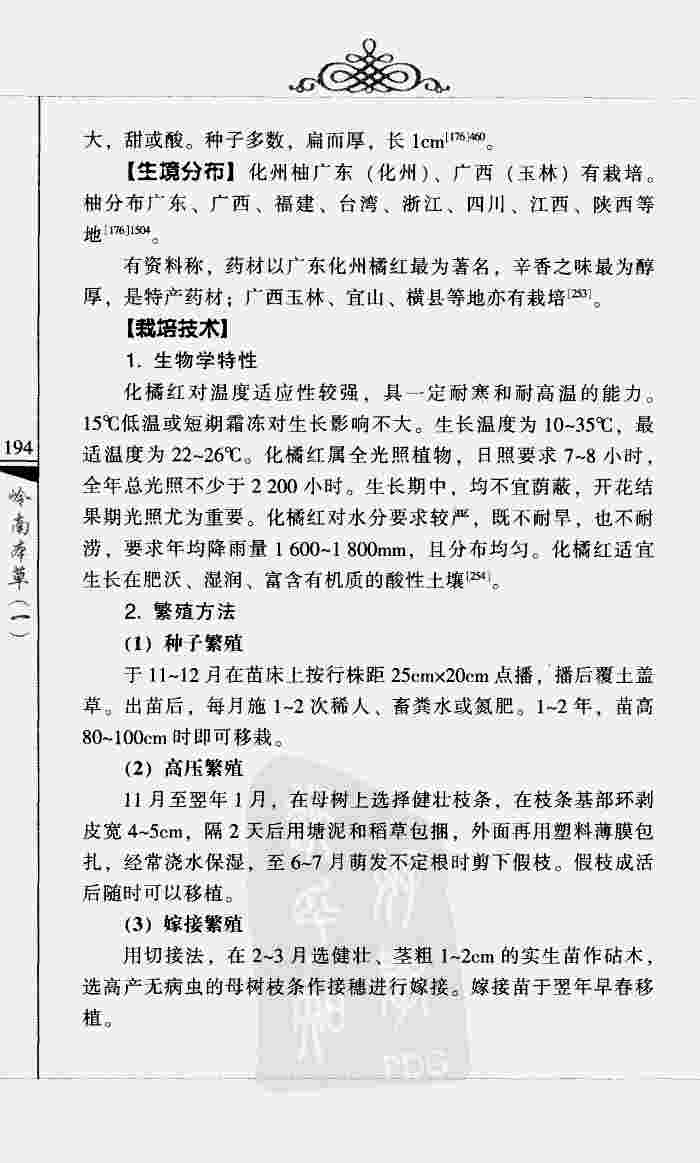 大，甜或酸。种子多数，扁而厚，长 1cm[176]460。
【生境分布】化州柚广东（化州）、广西（玉林）有栽培。
柚分布广东、广西、福建、台湾、浙江、四川、江西、陕西等
地[176]1504。
有资料称，药材以广东化州橘红最为著名，辛香之味最为醇
厚，是特产药材；广西玉林、宜山、横县等地亦有栽培[253]。
【栽培技术】
1. 生物学特性
化橘红对温度适应性较强，具一定耐寒和耐高温的能力。
15℃低温或短期霜冻对生长影响不大。生长温度为 10~35℃，最
适温度为 22~26℃。化橘红属全光照植物，日照要求 7~8 小时，
全年总光照不少于 2 200 小时。生长期中，均不宜荫蔽，开花结
果期光照尤为重要。化橘红对水分要求较严，既不耐旱，也不耐
涝，要求年均降雨量 1 600~1 800mm，且分布均匀。化橘红适宜
生长在肥沃、湿润、富含有机质的酸性土壤[254]。
2. 繁殖方法
（1）种子繁殖
于 11~12 月在苗床上按行株距 25cm×20cm 点播，播后覆土盖
草。出苗后，每月施 1~2 次稀人、畜粪水或氮肥。1~2 年，苗高
80~100cm 时即可移栽。
（2）高压繁殖
11 月至翌年 1 月，在母树上选择健壮枝条，在枝条基部环剥
皮宽 4~5cm，隔 2 天后用塘泥和稻草包捆，外面再用塑料薄膜包
扎，经常浇水保湿，至 6~7 月萌发不定根时剪下假枝。假枝成活
后随时可以移植。
（3）嫁接繁殖
用切接法，在 2~3 月选健壮、茎粗 1~2cm 的实生苗作砧木，
选高产无病虫的母树枝条作接穗进行嫁接。嫁接苗于翌年早春移
植。
194
岭南本草（一）
PDG